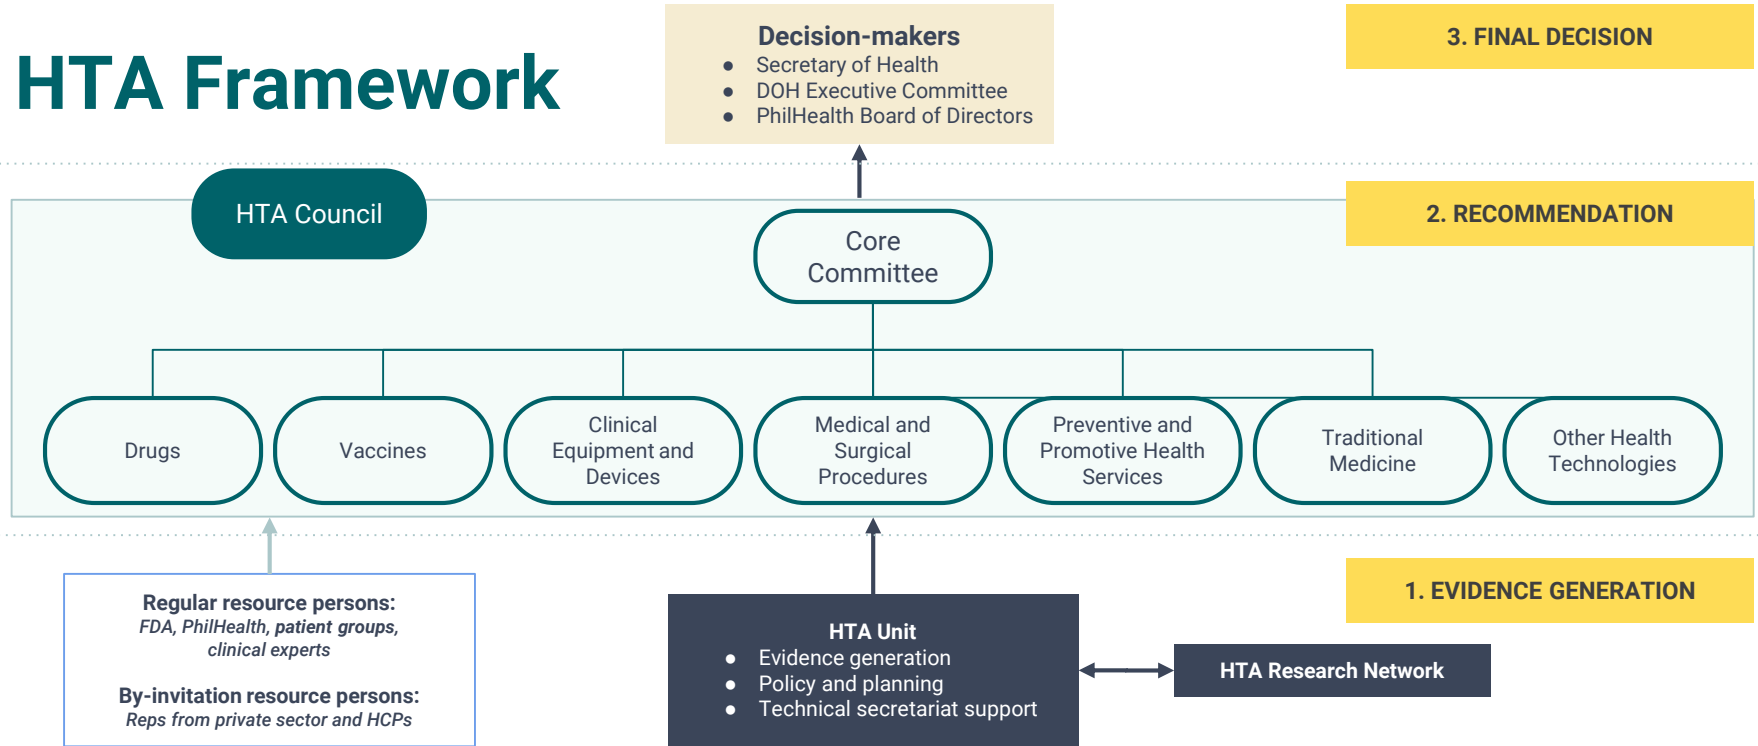 HTA Framework
Decision-makers
● Secretary of Health
● DOH Executive Committee
● PhilHealth Board of Directors
3. FINAL DECISION
HTA Council
Core
Committee
2. RECOMMENDATION
Drugs
Vaccines
Clinical
Equipment and
Devices
Medical and
Surgical
Procedures
Preventive and
Promotive Health
Services
Traditional
Medicine
Other Health
Technologies
Regular resource persons:
FDA, PhilHealth, patient groups,
clinical experts
By-invitation resource persons:
Reps from private sector and HCPs
HTA Unit
● Evidence generation
● Policy and planning
● Technical secretariat support
HTA Research Network
1. EVIDENCE GENERATION